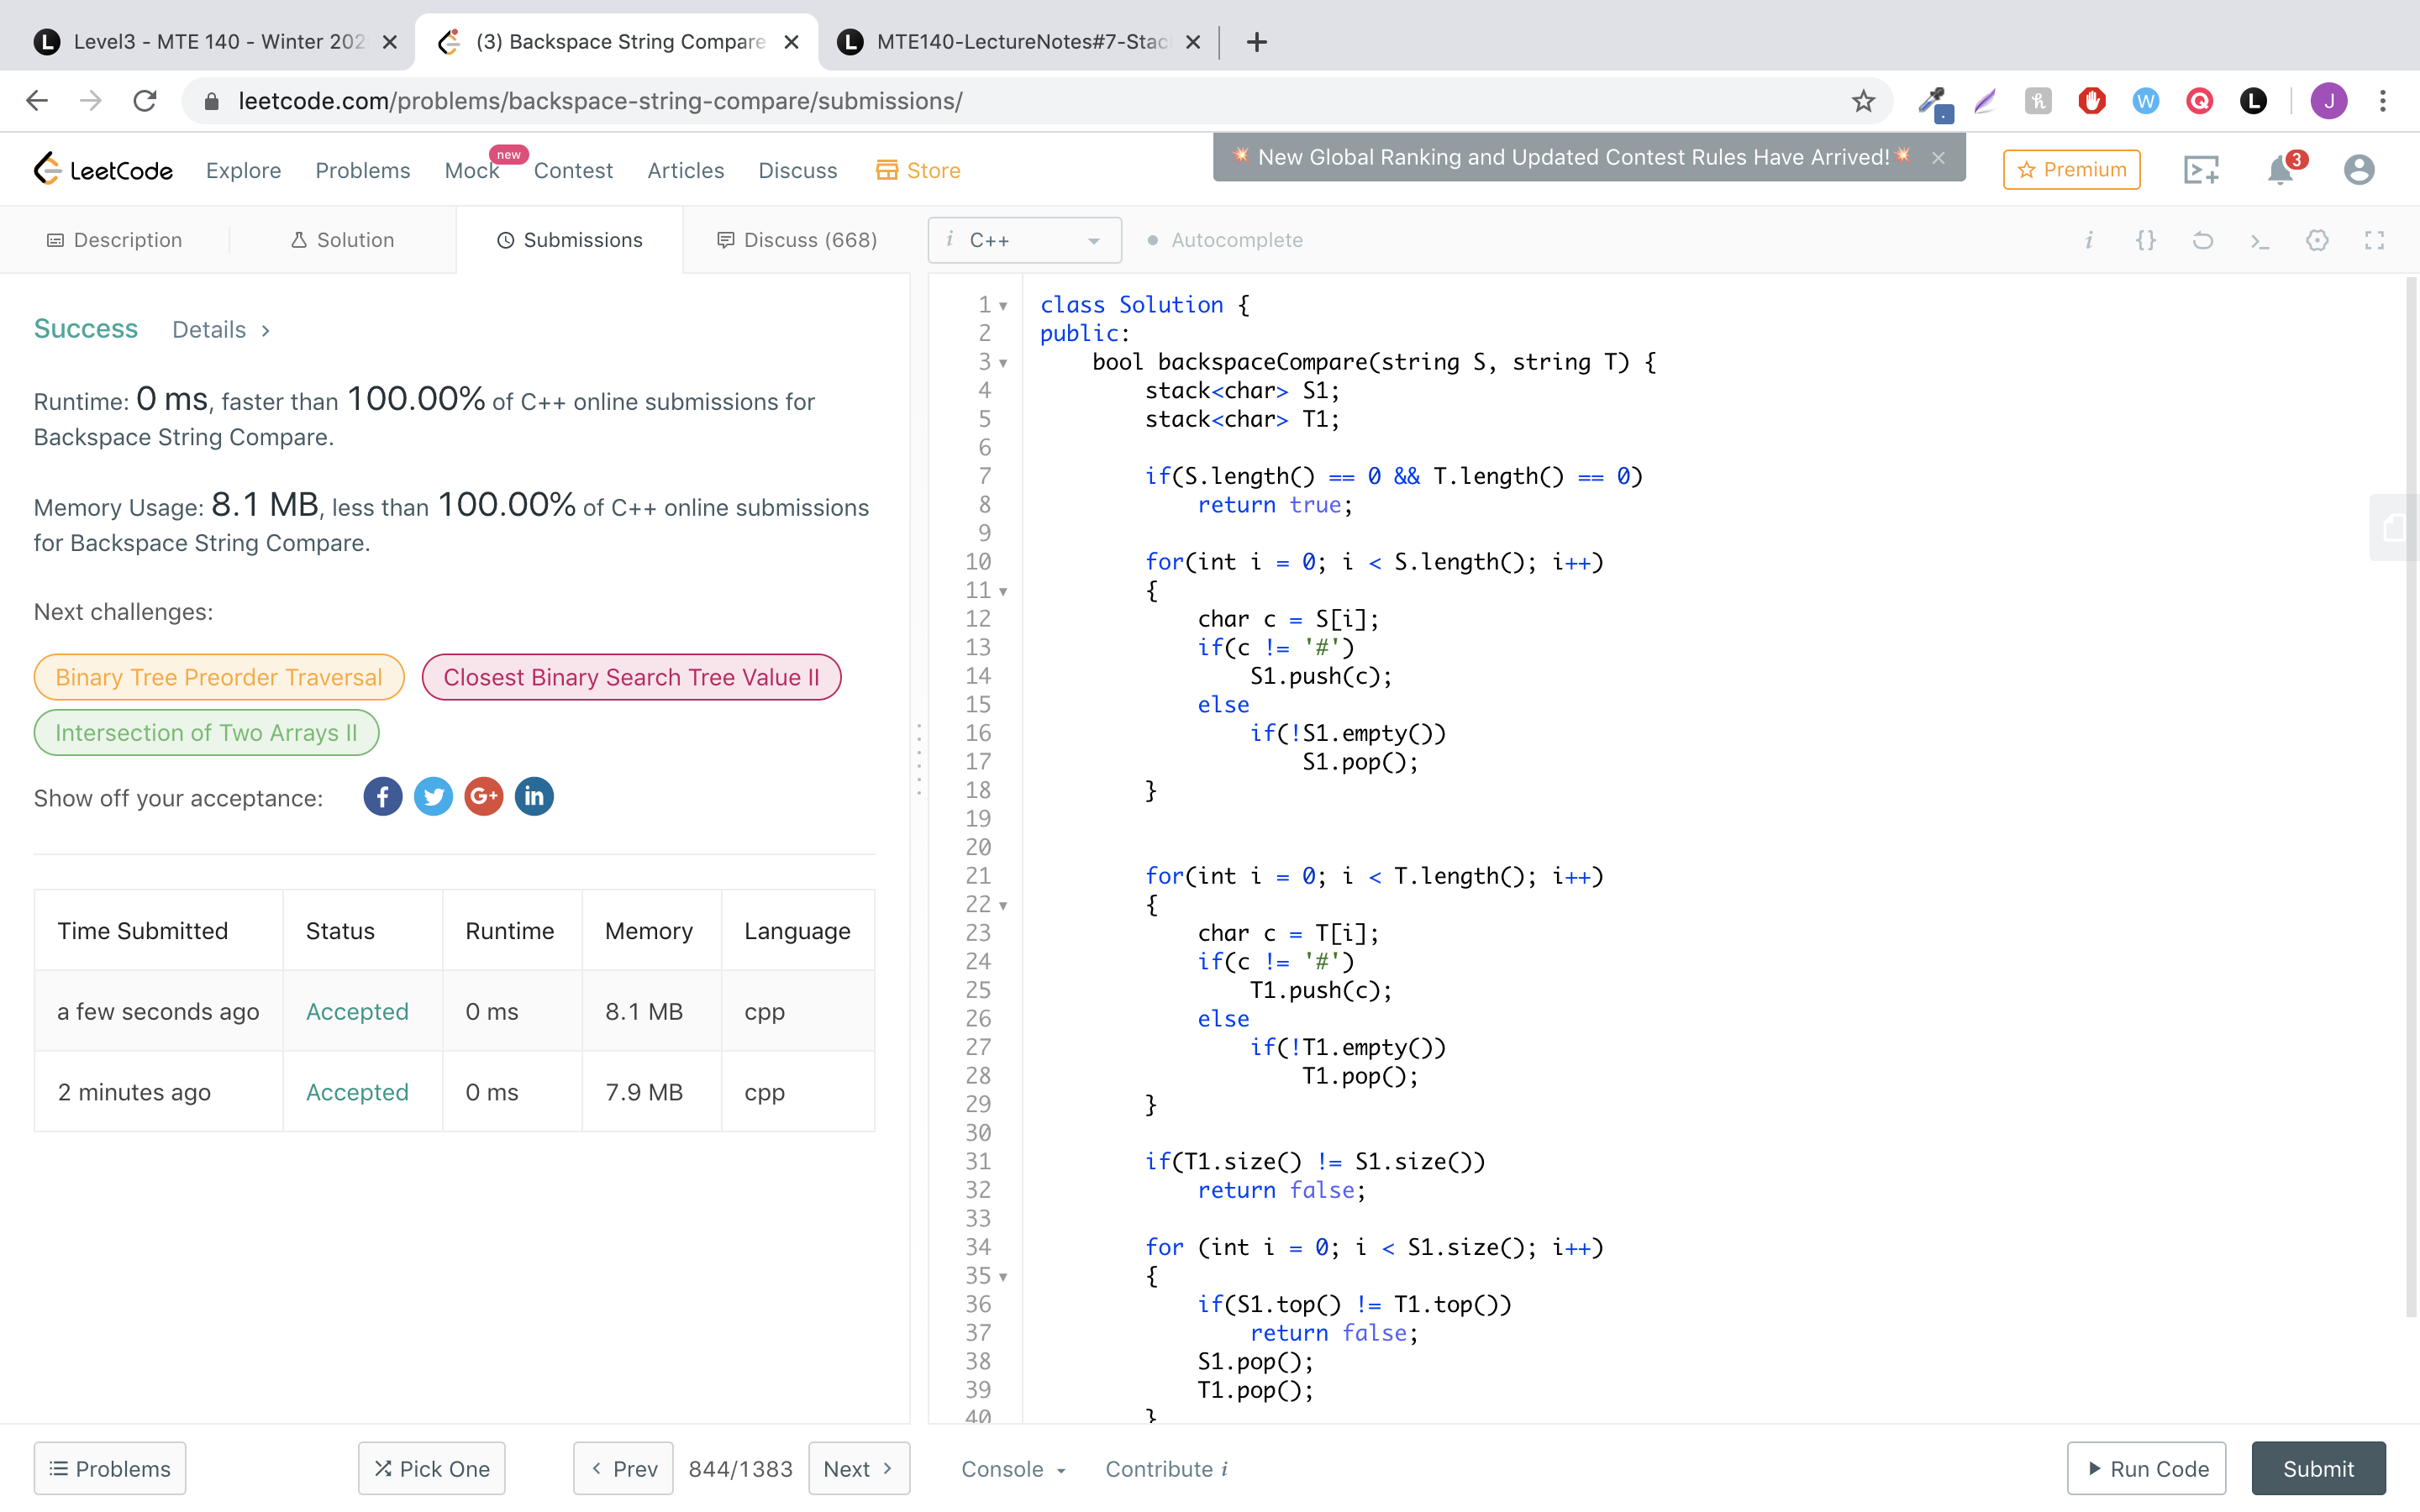 Level3 - MTE 140 - Winter 202
(3) Backspace String Compare
MTE140-LectureNotes#7-Stac
leetcode.com/problems/backspace-string-compare/submissions/
J
LeetCode
Explore
Problems
Mock
new
Contest
Articles
Discuss
Store
💥 New Global Ranking and Updated Contest Rules Have Arrived!💥
Premium
3
Description
Solution
Submissions
Discuss (668)
i C++
Autocomplete
Success Details >
Runtime: 0 ms, faster than 100.00% of C++ online submissions for
Backspace String Compare.
Memory Usage: 8.1 MB, less than 100.00% of C++ online submissions
for Backspace String Compare.
Next challenges:
Binary Tree Preorder Traversal
Closest Binary Search Tree Value II
Intersection of Two Arrays II
Show off your acceptance:
Time Submitted Status Runtime Memory Language
a few seconds ago Accepted 0 ms 8.1 MB cpp
2 minutes ago Accepted 0 ms 7.9 MB cpp
1 class Solution {
2 public:
3 bool backspaceCompare(string S, string T) {
4 stack<char> S1;
5 stack<char> T1;
6
7 if(S.length() == 0 && T.length() == 0)
8 return true;
9
10 for(int i = 0; i < S.length(); i++)
11 {
12 char c = S[i];
13 if(c != '#')
14 S1.push(c);
15 else
16 if(!S1.empty())
17 S1.pop();
18 }
19
20
21 for(int i = 0; i < T.length(); i++)
22 {
23 char c = T[i];
24 if(c != '#')
25 T1.push(c);
26 else
27 if(!T1.empty())
28 T1.pop();
29 }
30
31 if(T1.size() != S1.size())
32 return false;
33
34 for (int i = 0; i < S1.size(); i++)
35 {
36 if(S1.top() != T1.top())
37 return false;
38 S1.pop();
39 T1.pop();
40 }
Problems
Pick One
Prev
844/1383
Next
Console
Contribute i
Run Code
Submit